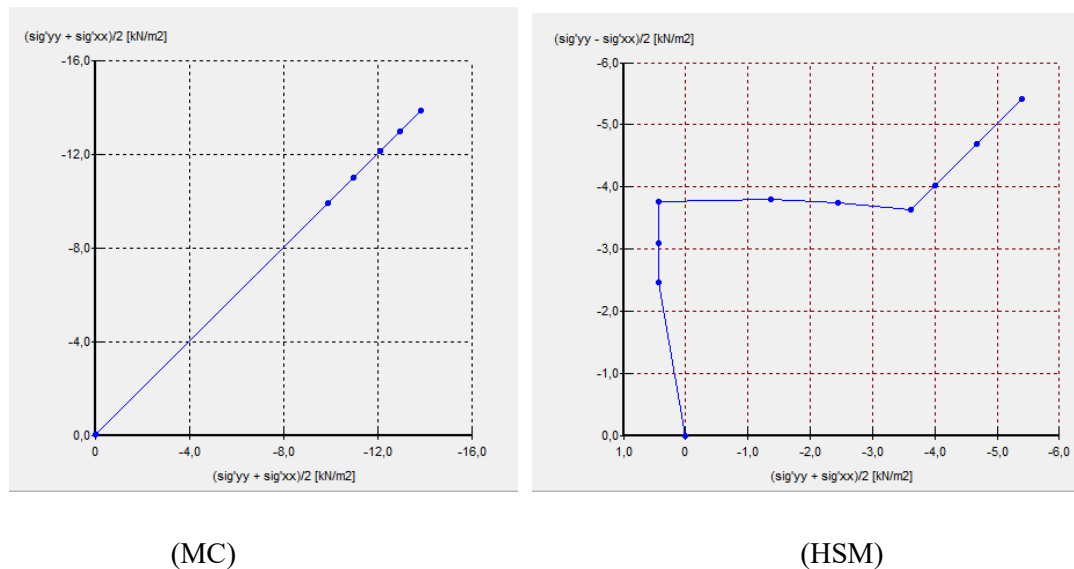 (sig'yy + sig'xx)/2 [kN/m2]
-16,0
-12,0
-8,0
-4,0
0,0
0 -4,0 -8,0 -12,0 -16,0
(sig'yy + sig'xx)/2 [kN/m2]
(sig'yy - sig'xx)/2 [kN/m2]
-6,0
-5,0
-4,0
-3,0
-2,0
-1,0
0,0
1,0 0 -1,0 -2,0 -3,0 -4,0 -5,0 -6,0
(sig'yy + sig'xx)/2 [kN/m2]
(MC) (HSM)